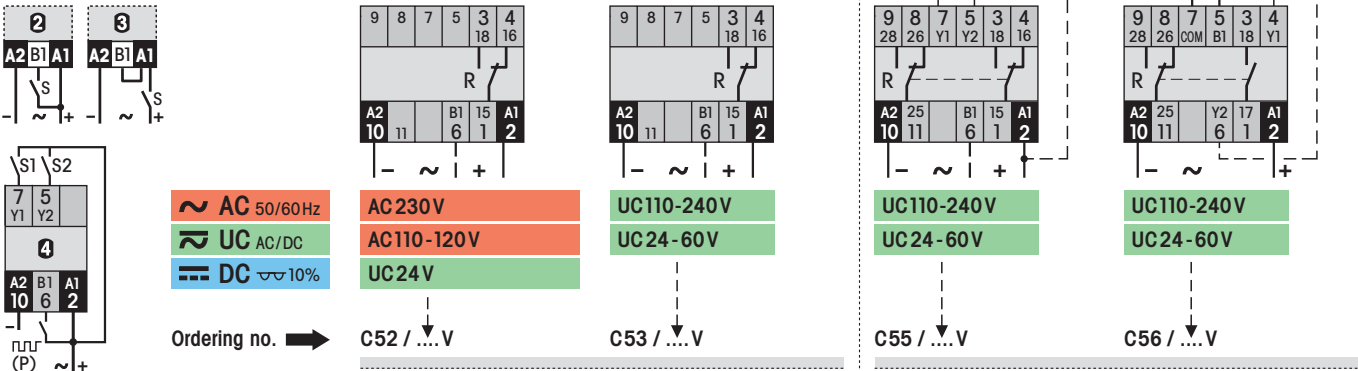 2
A2 B1 A1
S
- ~ +
3
A2 B1 A1
S
- ~ +
S1 S2
7 5
Y1 Y2
4
A2 B1 A1
10 6 2
-
(P) ~ +
9 8 7 5 3 4
18 16
R
A2 B1 15 A1
10 11 6 1 2
- ~ +
9 8 7 5 3 4
18 16
R
A2 B1 15 A1
10 11 6 1 2
- ~ +
9 8 7 5 3 4
28 26 Y1 Y2 18 16
R
A2 25 B1 15 A1
10 11 6 1 2
- ~ +
9 8 7 5 3 4
28 26 COM B1 18 Y1
R
A2 25 Y2 17 A1
10 11 6 1 2
- ~ +
~ AC 50/60Hz
UC AC/DC
DC 10%
AC230V
AC110-120V
UC24V
UC110-240V
UC24-60V
UC110-240V
UC24-60V
UC110-240V
UC24-60V
Ordering no.
C52 / ....V
C53 / ....V
C55 / ....V
C56 / ....V